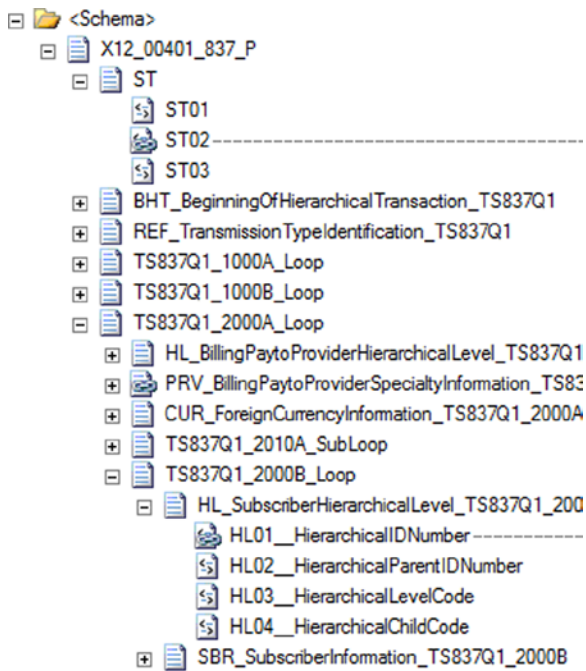 <Schema>
X12_00401_837_P
ST
ST01
ST02
ST03
BHT_BeginningOfHierarchicalTransaction_TS837Q1
REF_TransmissionTypeIdentification_TS837Q1
TS837Q1_1000A_Loop
TS837Q1_1000B_Loop
TS837Q1_2000A_Loop
HL_BillingPaytoProviderHierarchicalLevel_TS837Q1
PRV_BillingPaytoProviderSpecialtyInformation_TS83
CUR_ForeignCurrencyInformation_TS837Q1_2000A
TS837Q1_2010A_SubLoop
TS837Q1_2000B_Loop
HL_SubscriberHierarchicalLevel_TS837Q1_200
HL01__HierarchicalIDNumber
HL02__HierarchicalParentIDNumber
HL03__HierarchicalLevelCode
HL04__HierarchicalChildCode
SBR_SubscriberInformation_TS837Q1_2000B